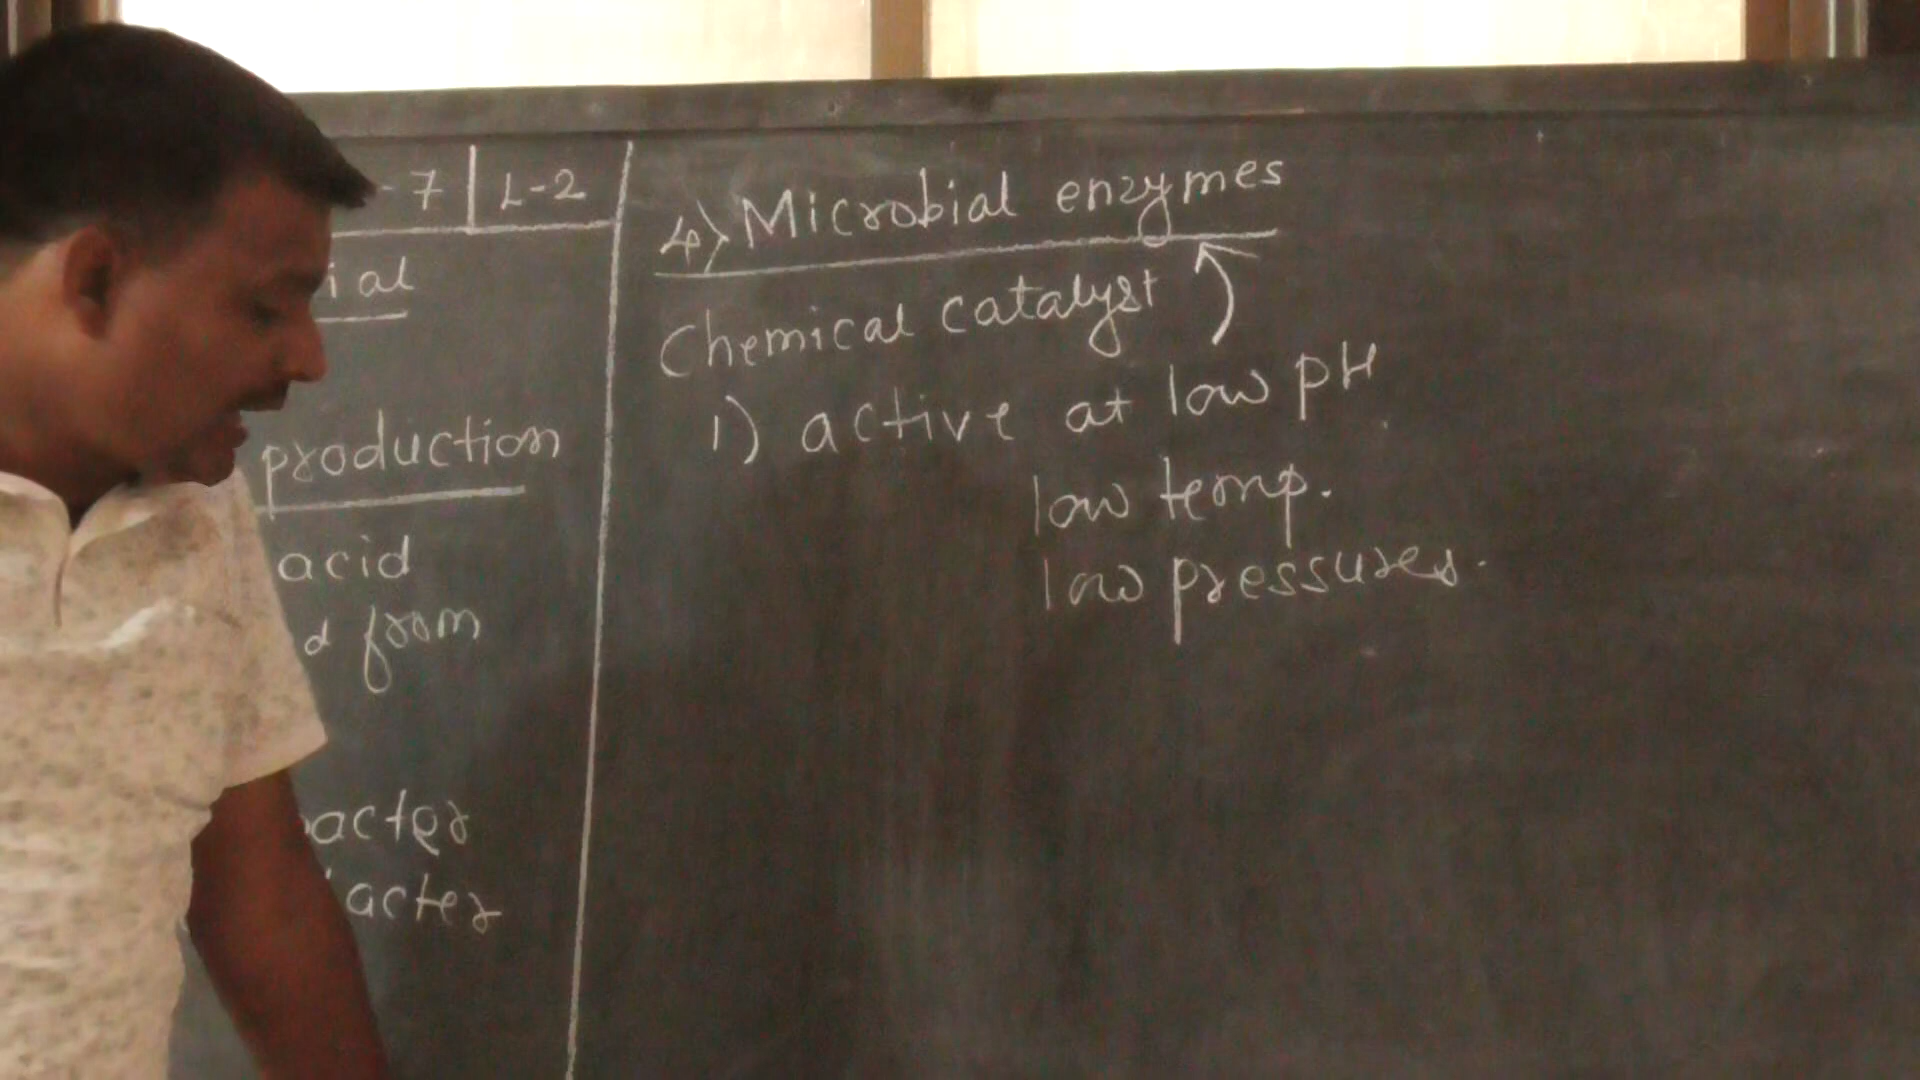 -7 | L-2
ial
production
acid
d from
acter
acter
4) Microbial enzymes
Chemical catalyst
1) active at low pH
low temp.
low pressures.